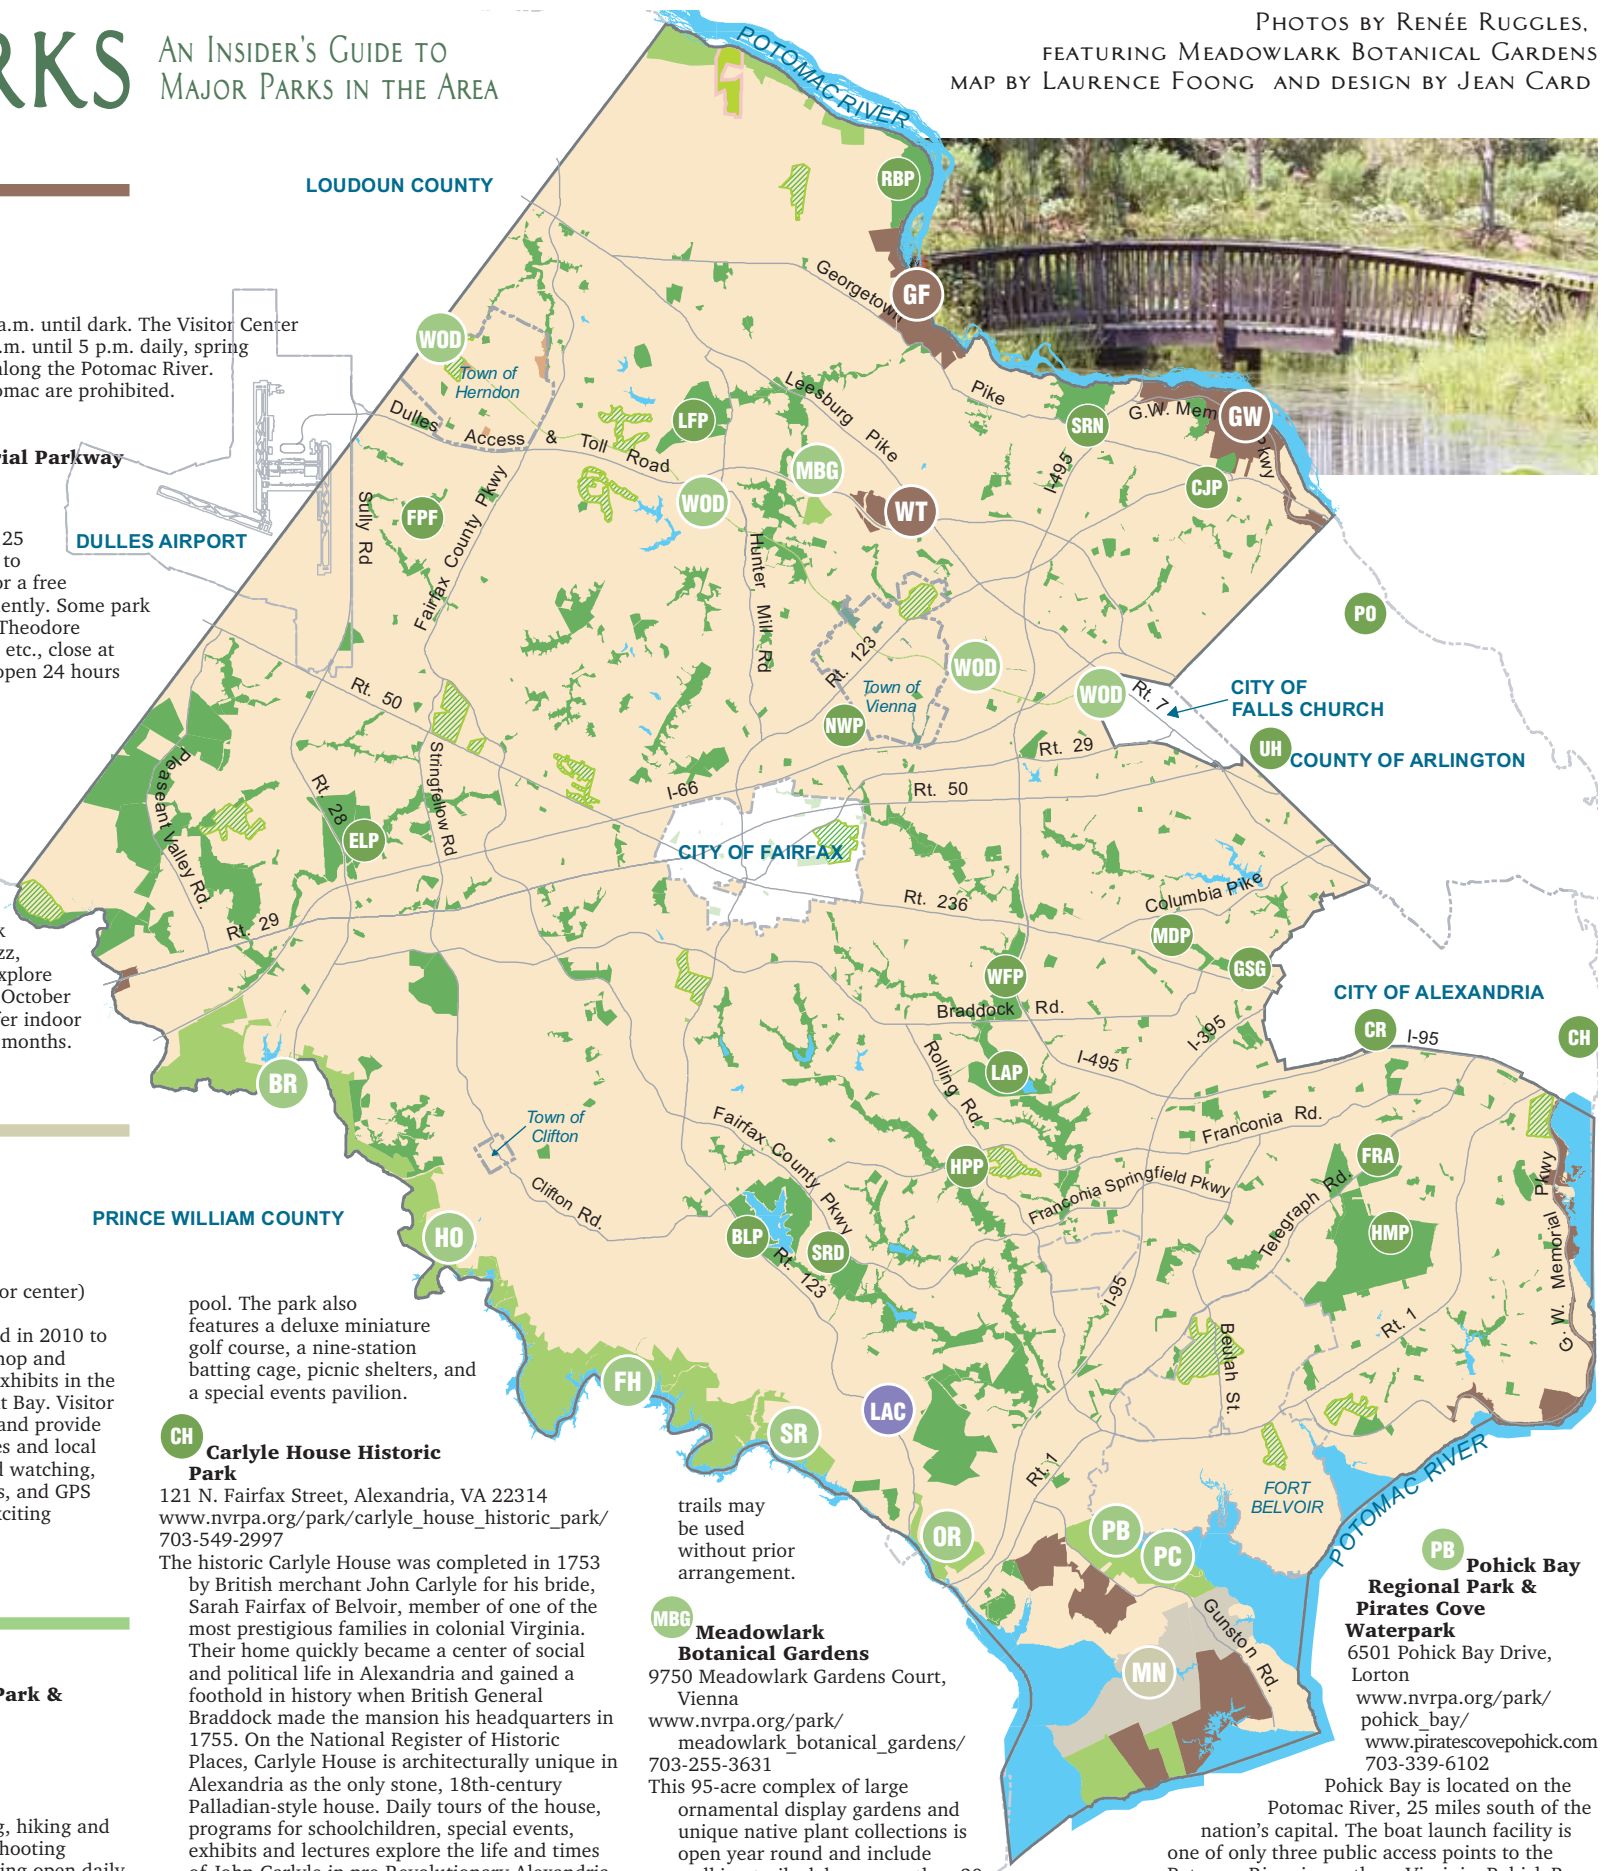 RKS
AN INSIDER'S GUIDE TO
MAJOR PARKS IN THE AREA
PHOTOS BY RENÉE RUGGLES,
FEATURING MEADOWLARK BOTANICAL GARDENS
MAP BY LAURENCE FOONG AND DESIGN BY JEAN CARD
POTOMAC RIVER
LOUDOUN COUNTY
RBP
Georgetown
GF
a.m. until dark. The Visitor Center
.m. until 5 p.m. daily, spring
along the Potomac River.
omac are prohibited.
WOD
Town of
Herndon
Dulles
Access & Toll Road
LFP
Leesburg
Pike
Pike
SRN
G.W. Mem
GW
Pkwy
rial Parkway
MBG
I-495
CJP
WOD
WT
FPF
Sully Rd
Fairfax County Pkwy
Hunter Mill Rd
25
to
or a free
ently. Some park
Theodore
etc., close at
open 24 hours
DULLES AIRPORT
PO
Rt. 123
WOD
Town of
Vienna
WOD
Rt. 7
CITY OF
FALLS CHURCH
Rt. 50
NWP
UH
COUNTY OF ARLINGTON
Rt. 29
Pleaseant Valley Rd.
Rt. 28
Stringfellow Rd
I-66
Rt. 50
ELP
CITY OF FAIRFAX
Rt. 29
Rt. 236
Columbia Pike
MDP
GSG
WFP
Braddock Rd.
k
zz,
xplore
October
fer indoor
months.
CITY OF ALEXANDRIA
CR
I-95
CH
I-395
I-495
Rolling Rd.
LAP
BR
Town of
Clifton
Fairfax County Pkwy
Franconia Rd.
HPP
FRA
Franconia Springfield Pkwy
Telegraph Rd.
G. W. Memorial Pkwy
Clifton Rd.
PRINCE WILLIAM COUNTY
HO
BLP
SRD
Rt. 123
HMP
I-95
Rt. 1
Beulah St.
or center)
d in 2010 to
hop and
xhibits in the
t Bay. Visitor
and provide
es and local
l watching,
s, and GPS
xciting
pool. The park also
features a deluxe miniature
golf course, a nine-station
batting cage, picnic shelters, and
a special events pavilion.
FH
SR
LAC
Rt. 1
FORT
BELVOIR
POTOMAC RIVER
OR
PB
PC
Gunston Rd.
MN
CH Carlyle House Historic
Park
121 N. Fairfax Street, Alexandria, VA 22314
www.nvrpa.org/park/carlyle_house_historic_park/
703-549-2997
The historic Carlyle House was completed in 1753
by British merchant John Carlyle for his bride,
Sarah Fairfax of Belvoir, member of one of the
most prestigious families in colonial Virginia.
Their home quickly became a center of social
and political life in Alexandria and gained a
foothold in history when British General
Braddock made the mansion his headquarters in
1755. On the National Register of Historic
Places, Carlyle House is architecturally unique in
Alexandria as the only stone, 18th-century
Palladian-style house. Daily tours of the house,
programs for schoolchildren, special events,
exhibits and lectures explore the life and times
of John Carlyle in pre-Revolutionary Alexandria
Park &
g, hiking and
hooting
ing open daily
trails may
be used
without prior
arrangement.
MBG Meadowlark
Botanical Gardens
9750 Meadowlark Gardens Court,
Vienna
www.nvrpa.org/park/
meadowlark_botanical_gardens/
703-255-3631
This 95-acre complex of large
ornamental display gardens and
unique native plant collections is
open year round and include
PB Pohick Bay
Regional Park &
Pirates Cove
Waterpark
6501 Pohick Bay Drive,
Lorton
www.nvrpa.org/park/
pohick_bay/
www.piratescovepohick.com
703-339-6102
Pohick Bay is located on the
Potomac River, 25 miles south of the
nation's capital. The boat launch facility is
one of only three public access points to the